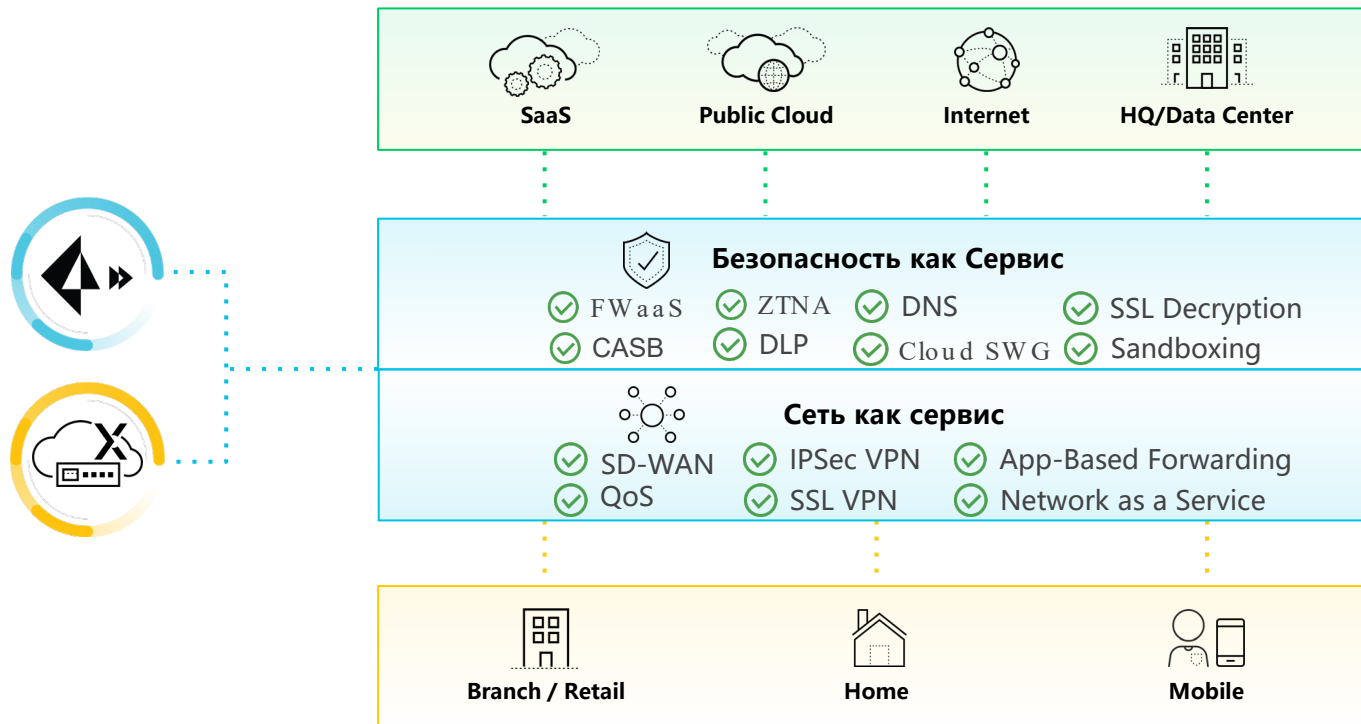 SaaS Public Cloud Internet HQ/Data Center
Безопасность как Сервис
FWaaS ZTNA DNS SSL Decryption
CASB DLP Cloud SWG Sandboxing
Сеть как сервис
SD-WAN IPSec VPN App-Based Forwarding
QoS SSL VPN Network as a Service
Branch / Retail Home Mobile